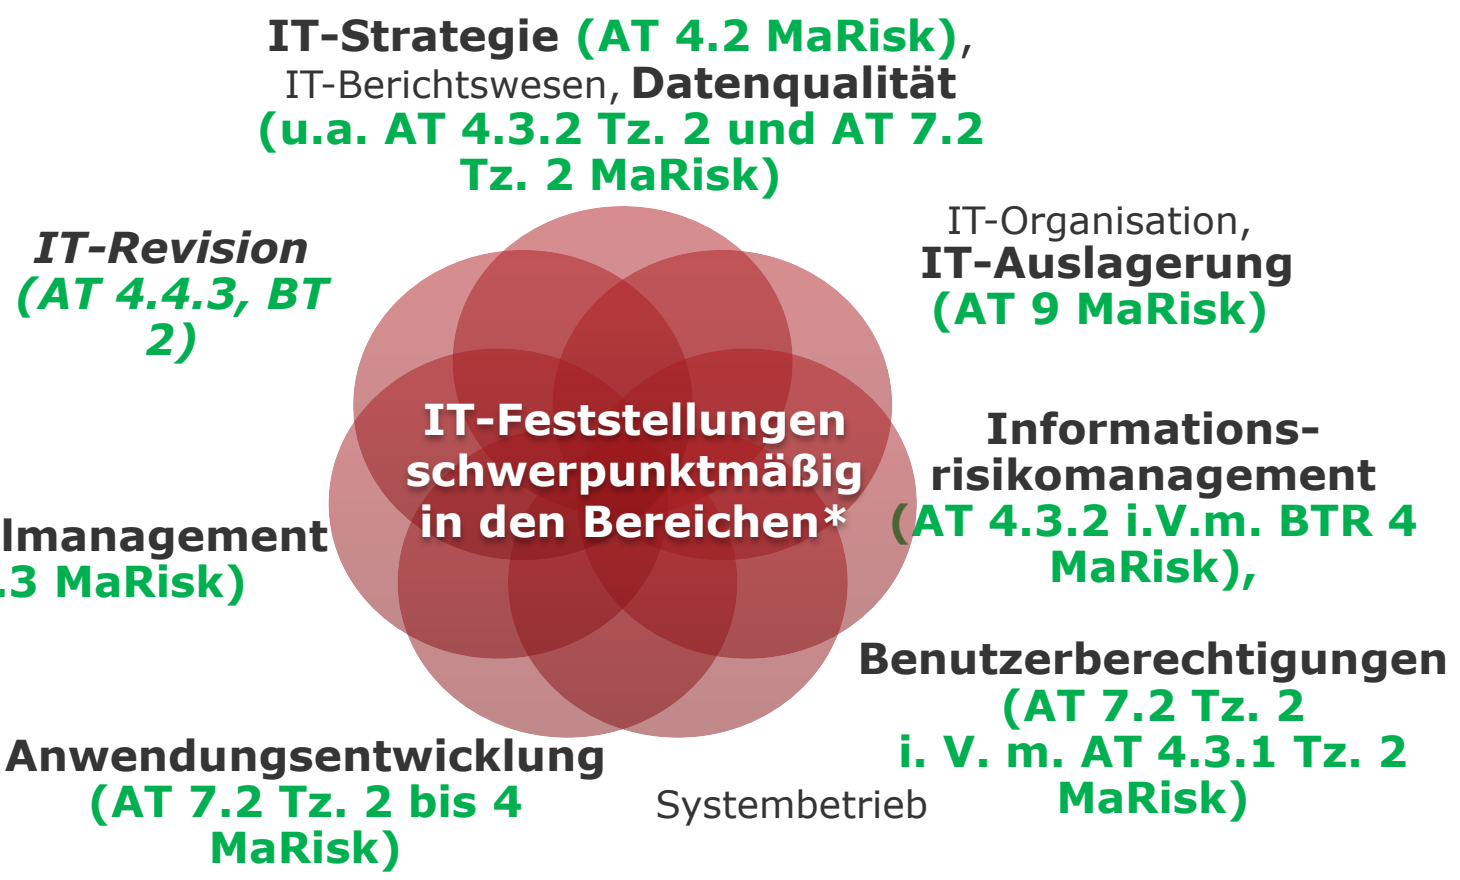 IT-Strategie (AT 4.2 MaRisk),
IT-Berichtswesen, Datenqualität
(u.a. AT 4.3.2 Tz. 2 und AT 7.2
Tz. 2 MaRisk)
IT-Organisation,
IT-Auslagerung
(AT 9 MaRisk)
Informations-
risikomanagement
(AT 4.3.2 i.V.m. BTR 4
MaRisk),
Benutzerberechtigungen
(AT 7.2 Tz. 2
i. V. m. AT 4.3.1 Tz. 2
MaRisk)
Systembetrieb
Anwendungsentwicklung
(AT 7.2 Tz. 2 bis 4
MaRisk)
lmanagement
.3 MaRisk)
IT-Revision
(AT 4.4.3, BT
2)
IT-Feststellungen
schwerpunktmäßig
in den Bereichen*